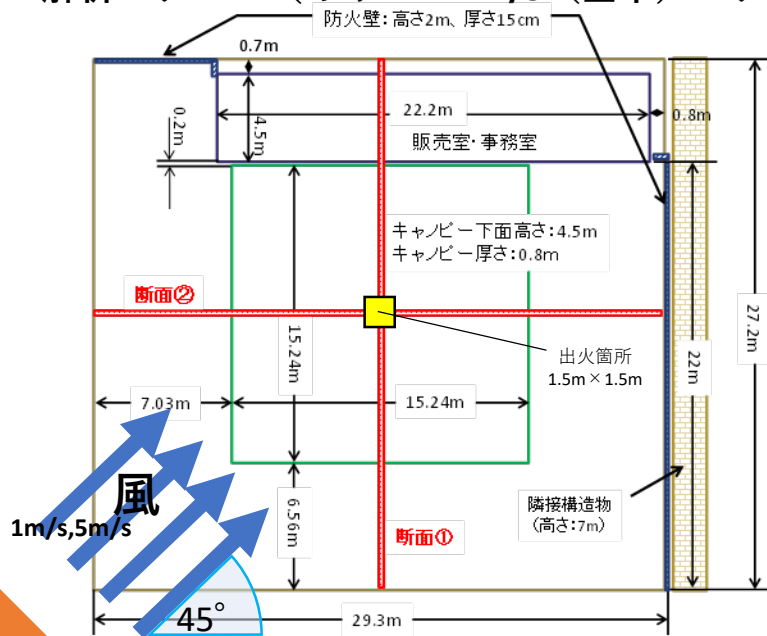 防火壁:高さ2m、厚さ15cm
0.7m
22.2m
0.8m
0.2m
4.5m
販売室・事務室
キャノピー下面高さ:4.5m
キャノピー厚さ:0.8m
断面②
27.2m
出火箇所
1.5m×1.5m
15.24m
22m
7.03m
15.24m
風
1m/s,5m/s
6.56m
隣接構造物
(高さ:7m)
断面①
45°
29.3m